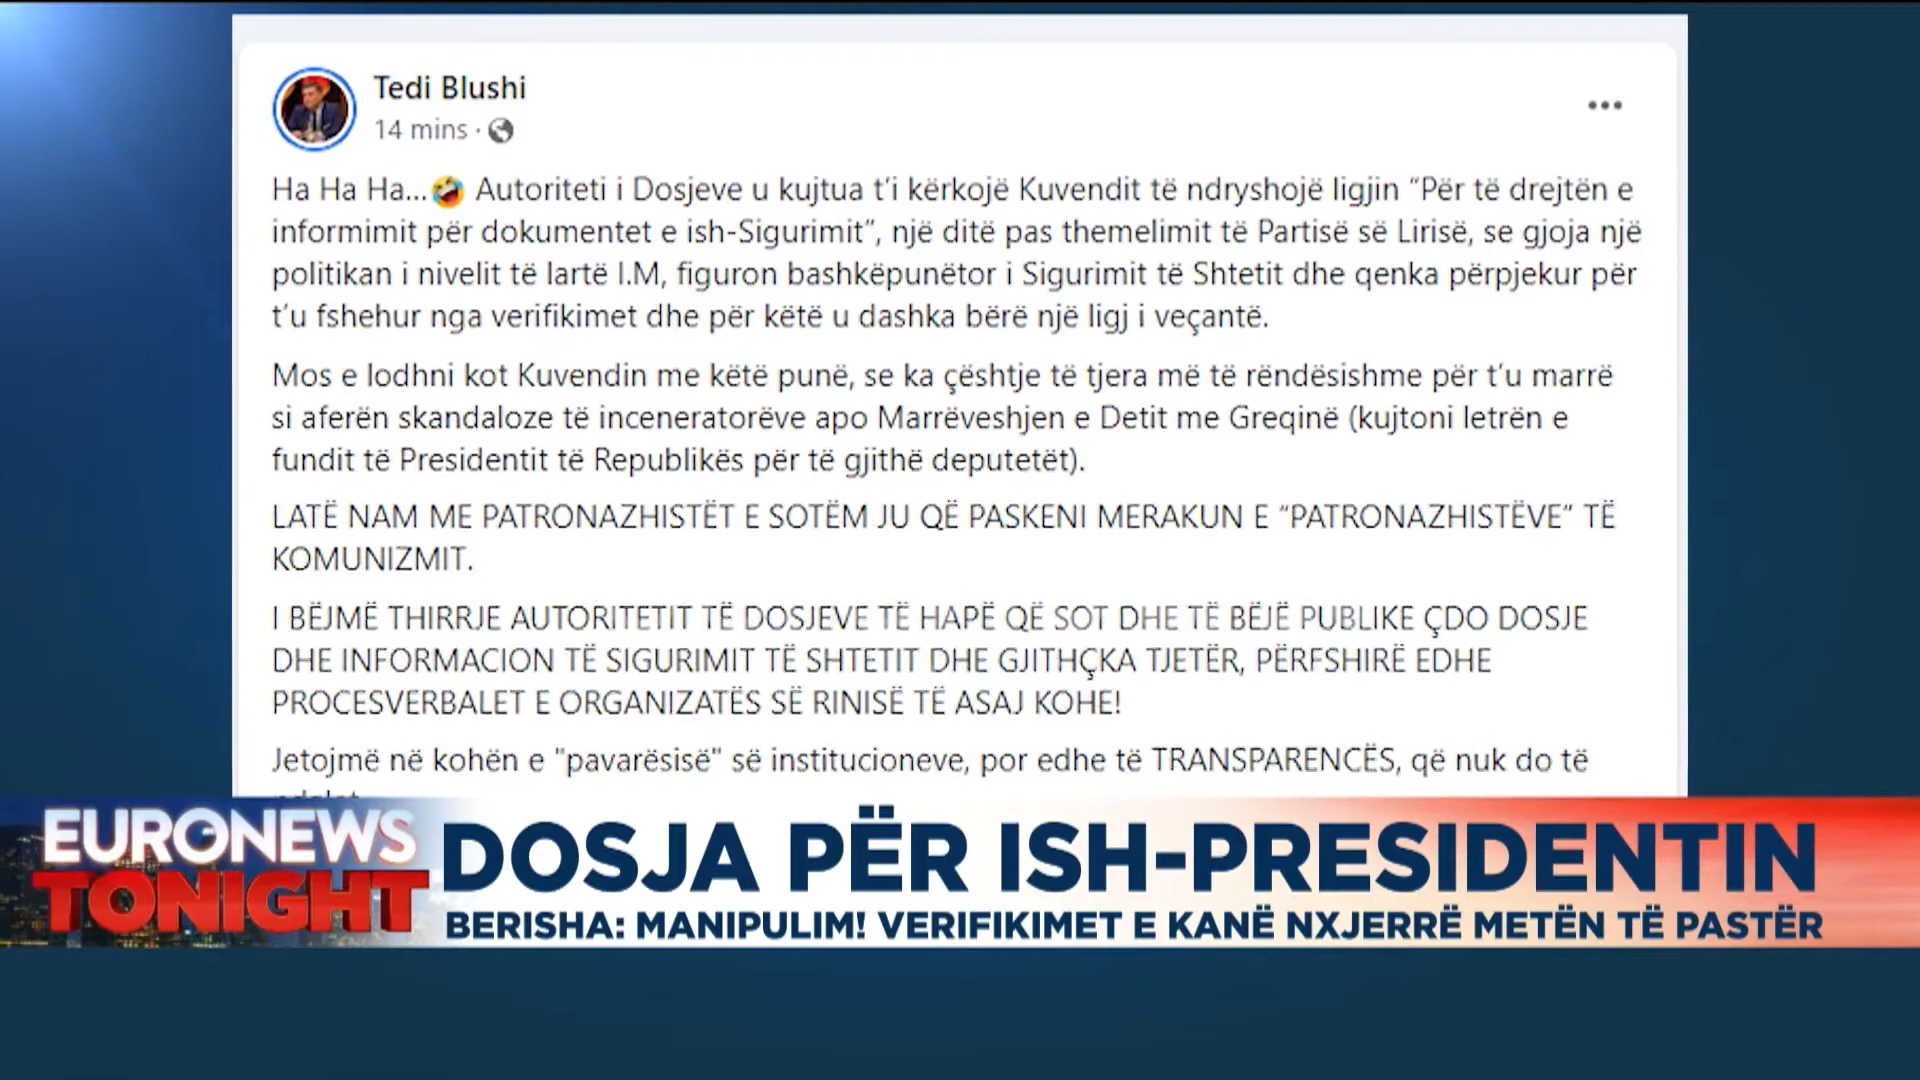 Tedi Blushi
14 mins ·
Ha Ha Ha...🤣 Autoriteti i Dosjeve u kujtua t’i kërkojë Kuvendit të ndryshojë ligjin “Për të drejtën e
informimit për dokumentet e ish-Sigurimit”, një ditë pas themelimit të Partisë së Lirisë, se gjoja një
politikan i nivelit të lartë I.M, figuron bashkëpunëtor i Sigurimit të Shtetit dhe qenka përpjekur për
t’u fshehur nga verifikimet dhe për këtë u dashka bërë një ligj i veçantë.
Mos e lodhni kot Kuvendin me këtë punë, se ka çështje të tjera më të rëndësishme për t’u marrë
si aferën skandaloze të inceneratorëve apo Marrëveshjen e Detit me Greqinë (kujtoni letrën e
fundit të Presidentit të Republikës për të gjithë deputetët).
LATË NAM ME PATRONAZHISTËT E SOTËM JU QË PASKENI MERAKUN E “PATRONAZHISTËVE” TË
KOMUNIZMIT.
I BËJMË THIRRJE AUTORITETIT TË DOSJEVE TË HAPË QË SOT DHE TË BËJË PUBLIKE ÇDO DOSJE
DHE INFORMACION TË SIGURIMIT TË SHTETIT DHE GJITHÇKA TJETËR, PËRFSHIRË EDHE
PROCESVERBALET E ORGANIZATËS SË RINISË TË ASAJ KOHE!
Jetojmë në kohën e "pavarësisë" së institucioneve, por edhe të TRANSPARENCËS, që nuk do të
EURONEWS
TONIGHT
DOSJA PËR ISH-PRESIDENTIN
BERISHA: MANIPULIM! VERIFIKIMET E KANË NXJERRË METËN TË PASTËR